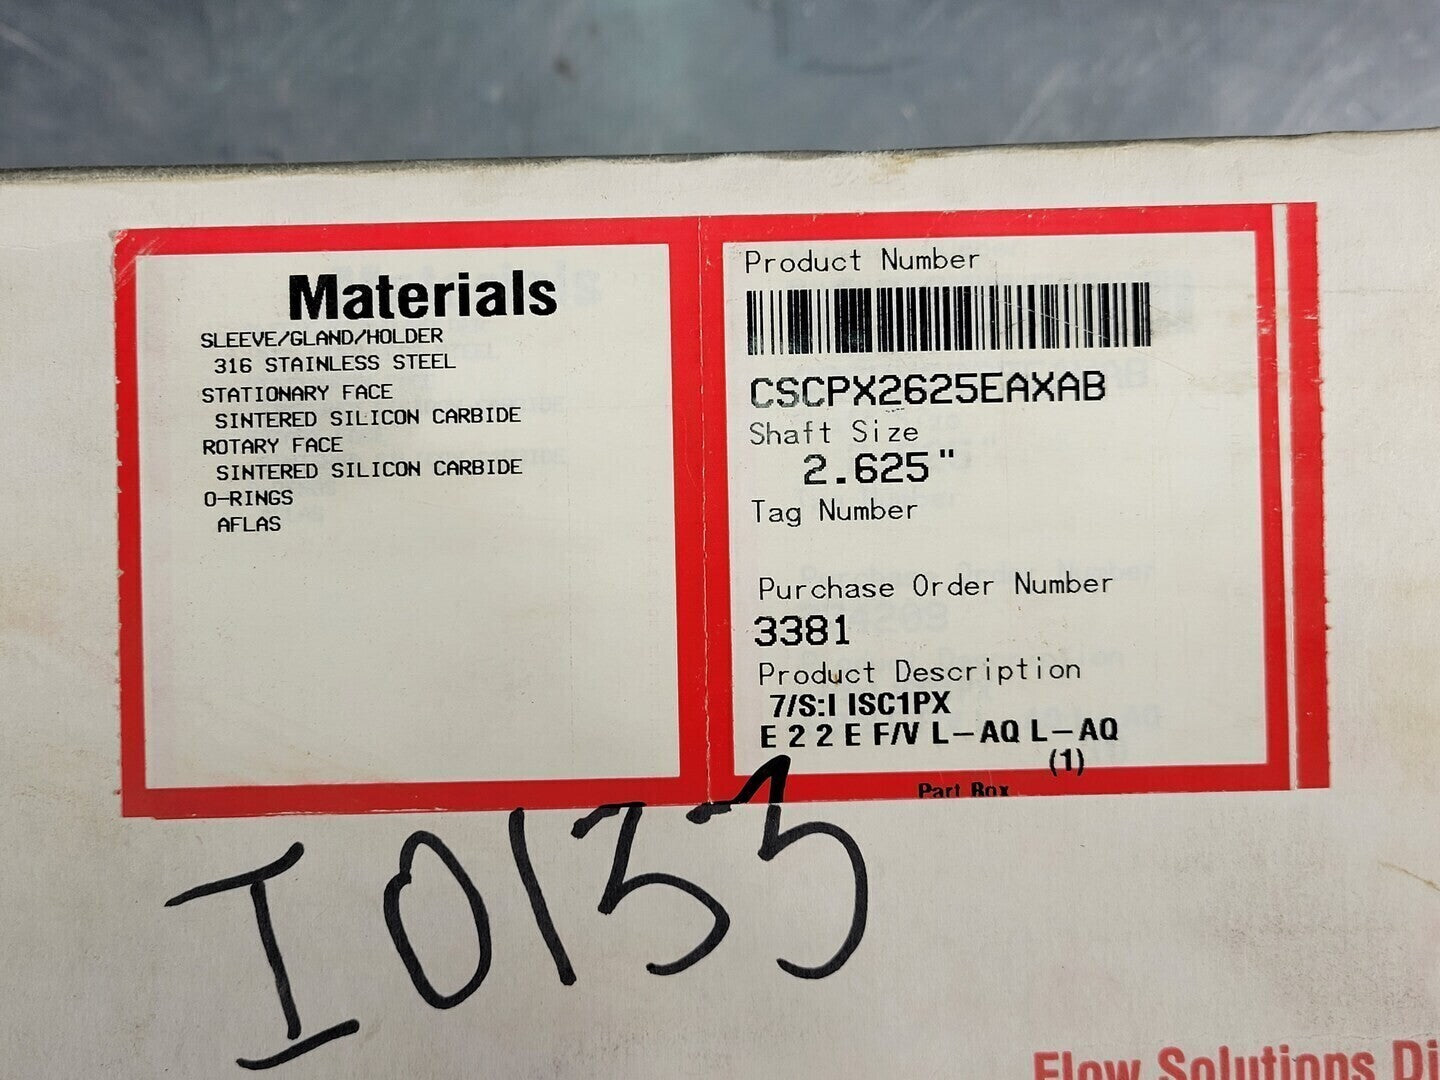 Materials
SLEEVE/GLAND/HOLDER
316 STAINLESS STEEL
STATIONARY FACE
SINTERED SILICON CARBIDE
ROTARY FACE
SINTERED SILICON CARBIDE
O-RINGS
AFLAS
Product Number
CSCPX2625EAXAB
Shaft Size
2.625"
Tag Number
Purchase Order Number
3381
Product Description
7/S:I ISC1PX
E 2 2 E F/V L-AQ L-AQ
(1)
Part Box
I0133
Flow Solutions Di